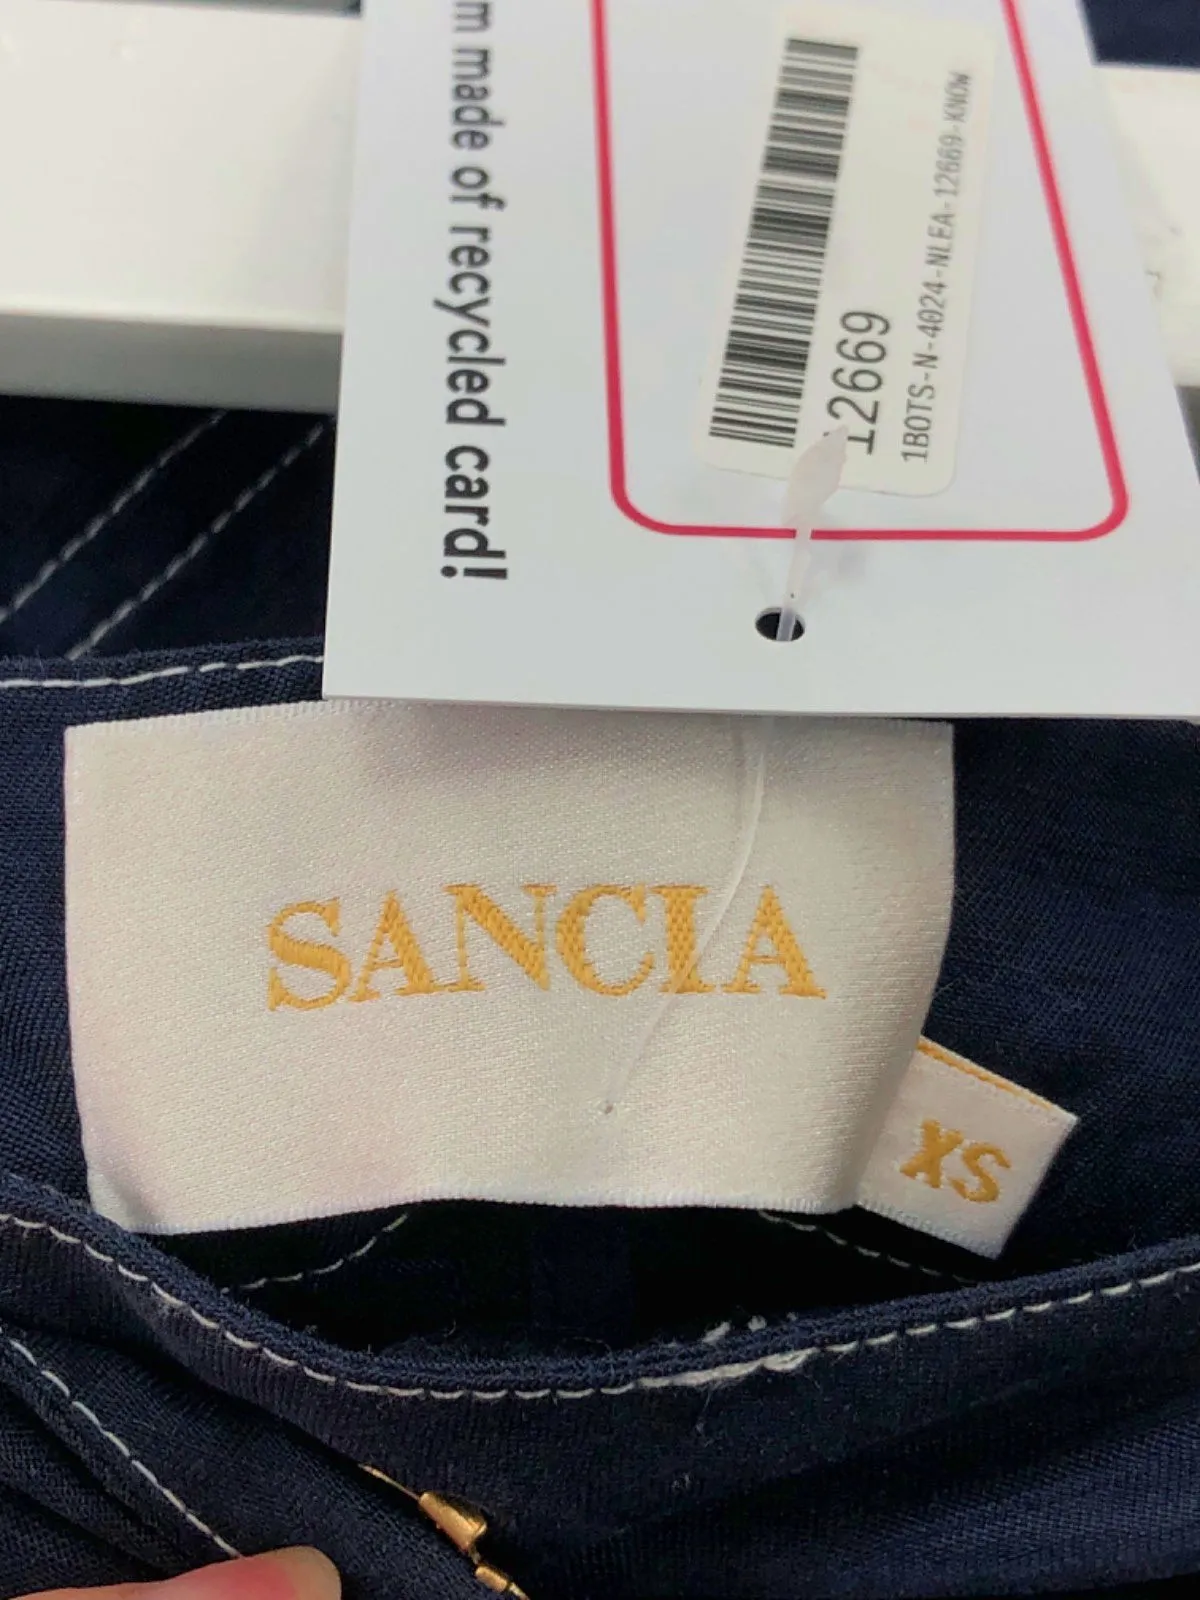 m made of recycled card!
12669
1BOTS-N-4024-NLEA-12669-KNOW
SANCIA
XS